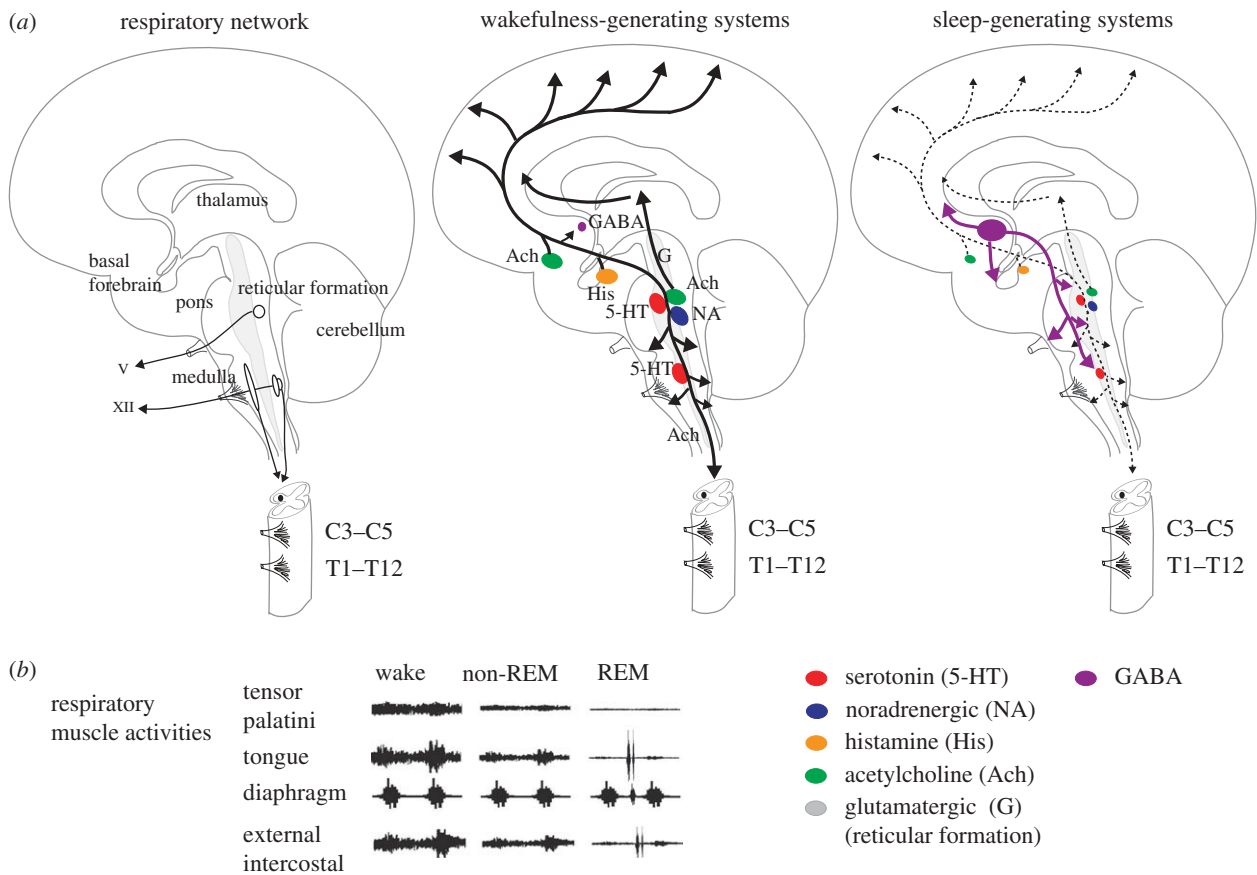 (a)
respiratory network
wakefulness-generating systems
sleep-generating systems
thalamus
basal
forebrain
reticular formation
pons
cerebellum
V
medulla
XII
C3–C5
T1–T12
GABA
Ach
G
His
Ach
5-HT
NA
5-HT
Ach
C3–C5
T1–T12
C3–C5
T1–T12
(b)
wake
non-REM
REM
respiratory
muscle activities
tensor
palatini
tongue
diaphragm
external
intercostal
serotonin (5-HT)
GABA
noradrenergic (NA)
histamine (His)
acetylcholine (Ach)
glutamatergic (G)
(reticular formation)